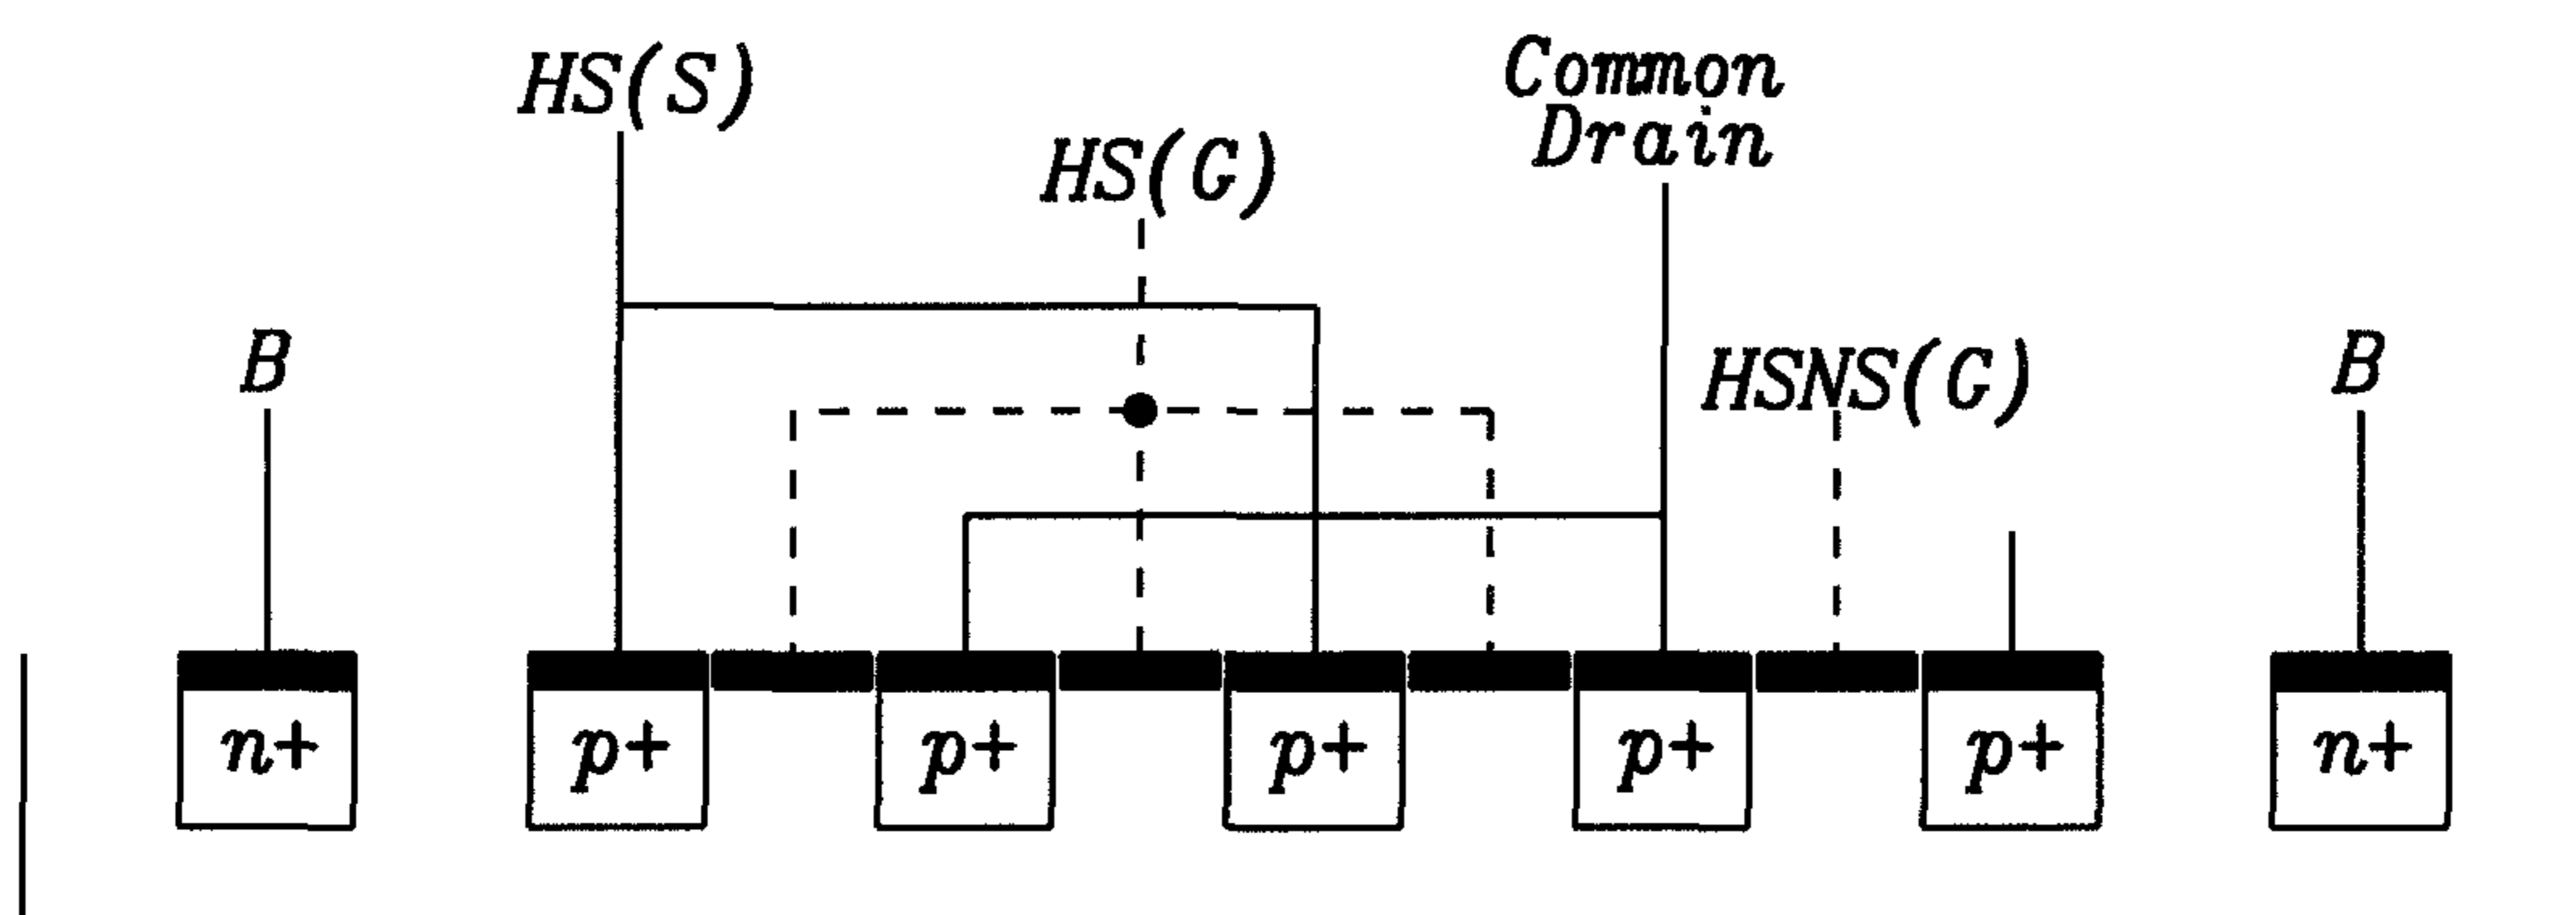 HS(S)
Common
Drain
HS(G)
B
HSNS(G)
B
n+
p+
p+
p+
p+
p+
n+